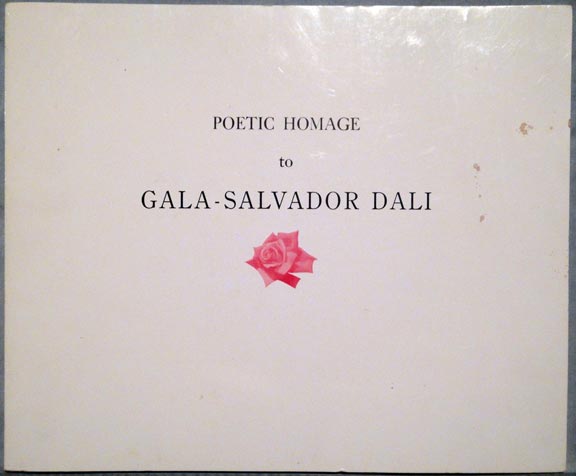 POETIC HOMAGE
to
GALA-SALVADOR DALI